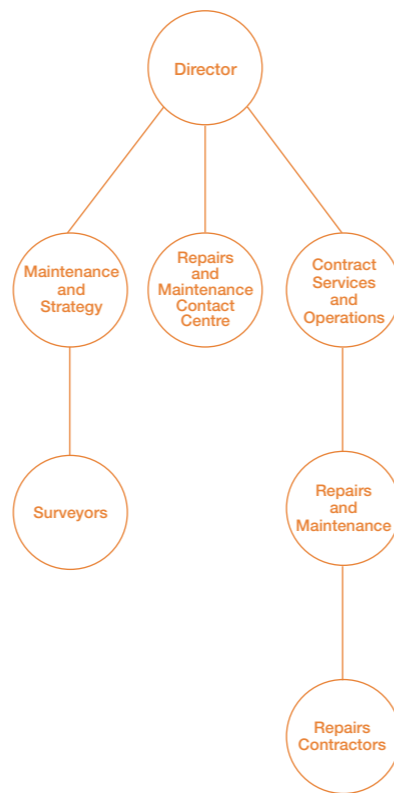 Director
Maintenance
and
Strategy
Repairs
and
Maintenance
Contact
Centre
Contract
Services
and
Operations
Surveyors
Repairs
and
Maintenance
Repairs
Contractors